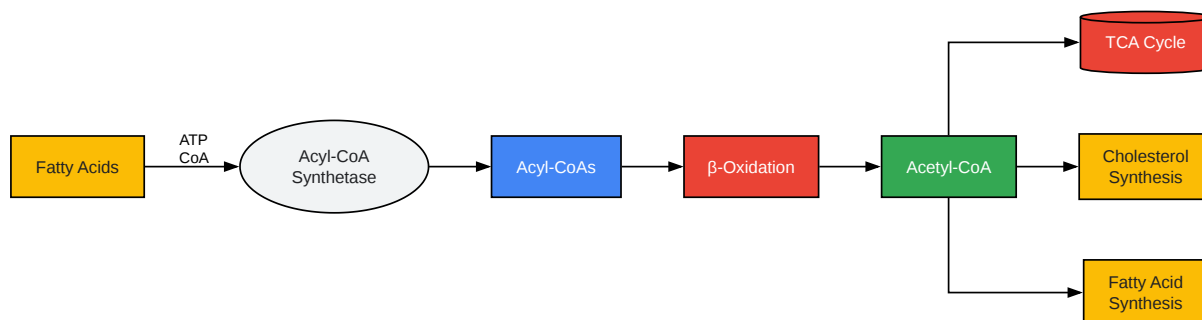 TCA Cycle
ATP
CoA
Fatty Acids
Acyl-CoA
Synthetase
Acyl-CoAs
β-Oxidation
Acetyl-CoA
Cholesterol
Synthesis
Fatty Acid
Synthesis